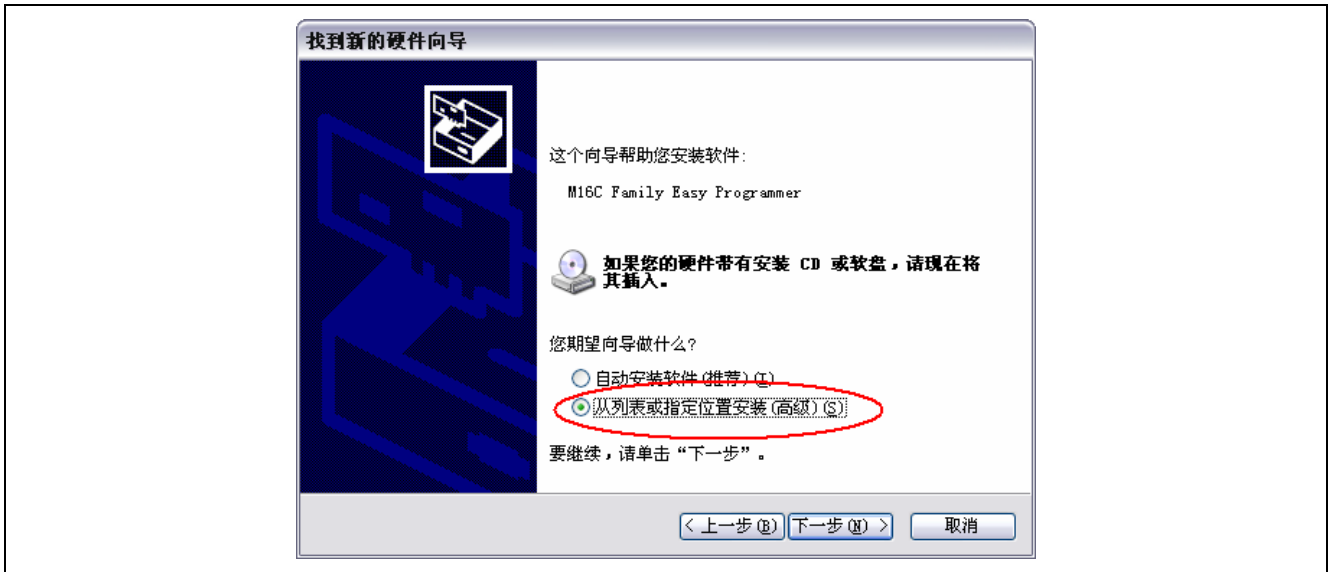 找到新的硬件向导
这个向导帮助您安装软件:
M16C Family Easy Programmer
如果您的硬件带有安装 CD 或软盘，请现在将
其插入。
您期望向导做什么?
自动安装软件(推荐)(I)
从列表或指定位置安装(高级)(S)
要继续，请单击“下一步”。
< 上一步(B) 下一步(N) > 取消